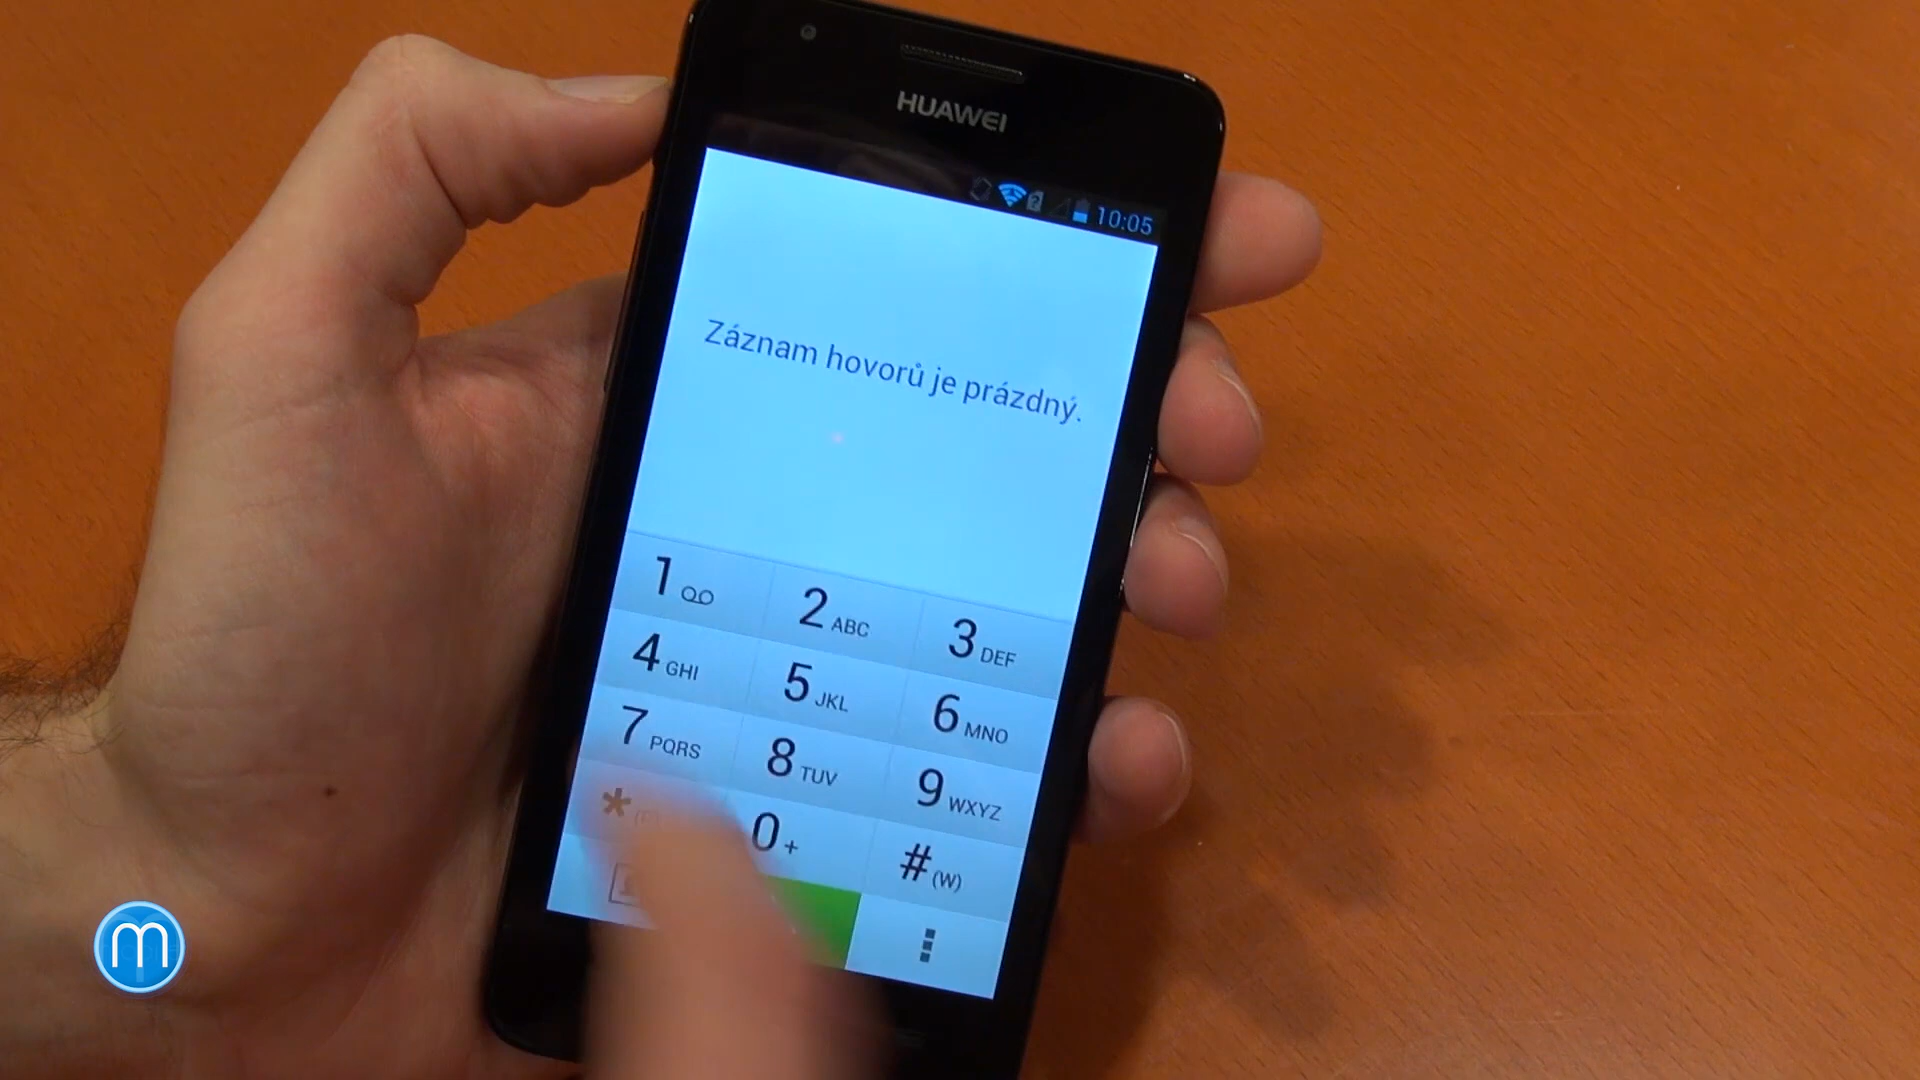 HUAWEI
10:05
Záznam hovorů je prázdný.
1
2 ABC
3 DEF
4 GHI
5 JKL
6 MNO
7 PQRS
8 TUV
9 WXYZ
*
0 +
# (W)
m